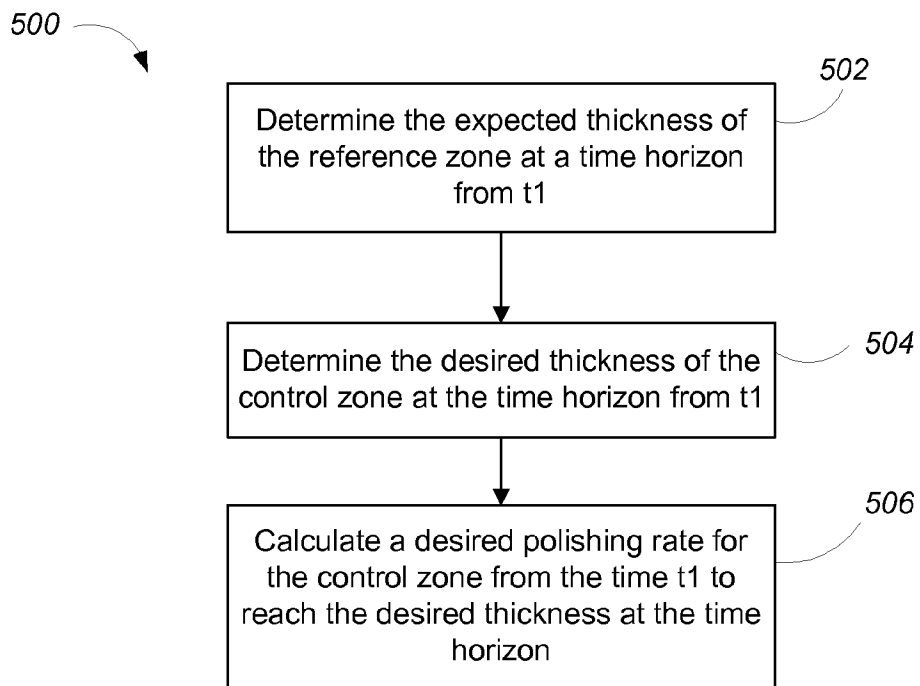 500
502
Determine the expected thickness of
the reference zone at a time horizon
from t1
504
Determine the desired thickness of the
control zone at the time horizon from t1
506
Calculate a desired polishing rate for
the control zone from the time t1 to
reach the desired thickness at the time
horizon